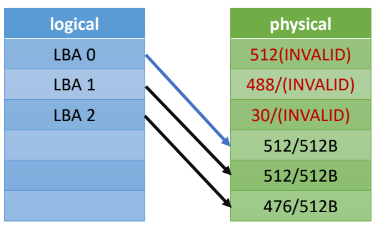 logical
LBA 0
LBA 1
LBA 2
physical
512(INVALID)
488/(INVALID)
30/(INVALID)
512/512B
512/512B
476/512B